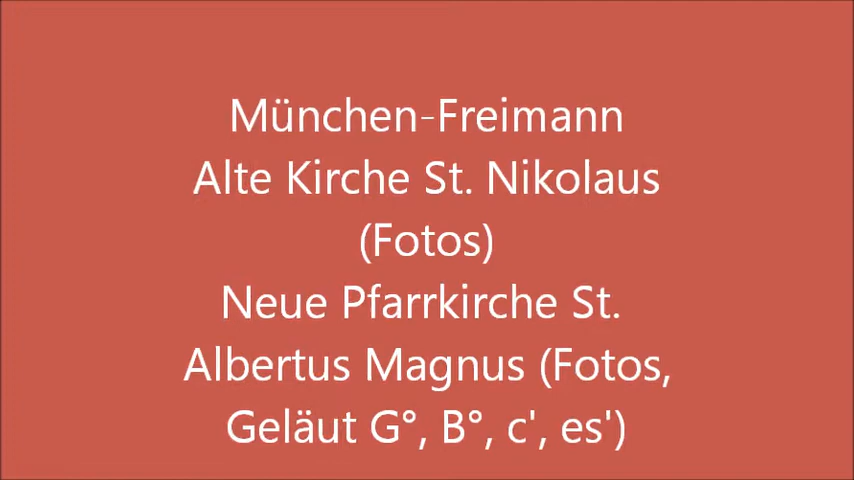 München-Freimann
Alte Kirche St. Nikolaus
(Fotos)
Neue Pfarrkirche St.
Albertus Magnus (Fotos,
Geläut G°, B°, c', es')